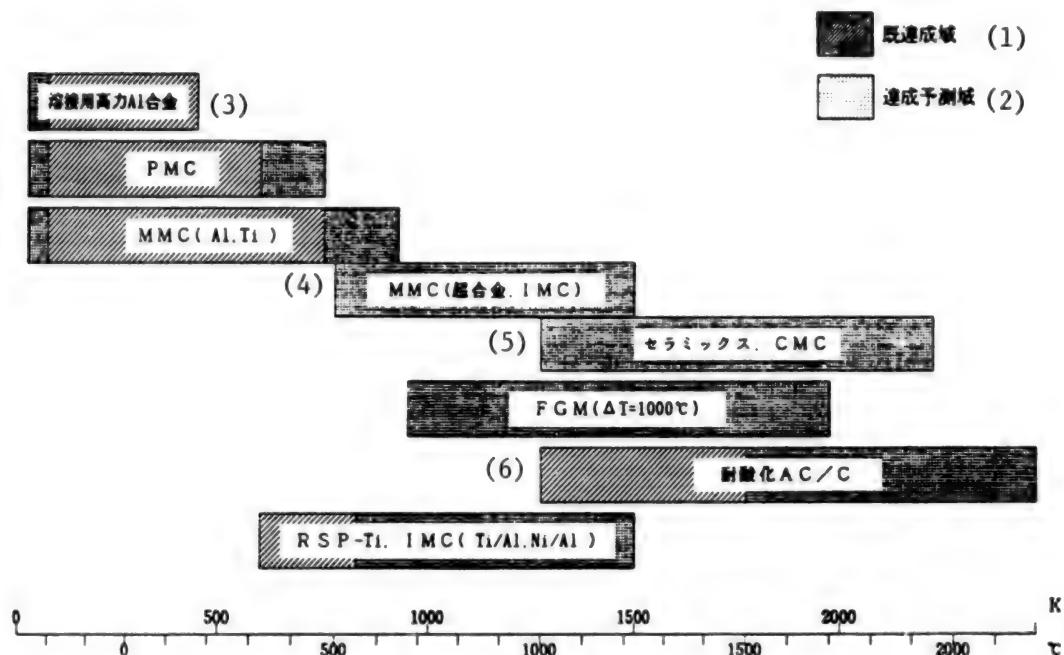 既達成域 (1)
達成予測域 (2)
溶接用高力Al合金 (3)
PMC
MMC(Al.Ti)
(4) MMC(超合金.IMC)
(5) セラミックス. CMC
FGM(ΔT=1000℃)
(6) 耐酸化AC/C
RSP-Ti. IMC(Ti/Al.Ni/Al)
0 500 1000 1500 2000 K
0 500 1000 1500 2000 ℃